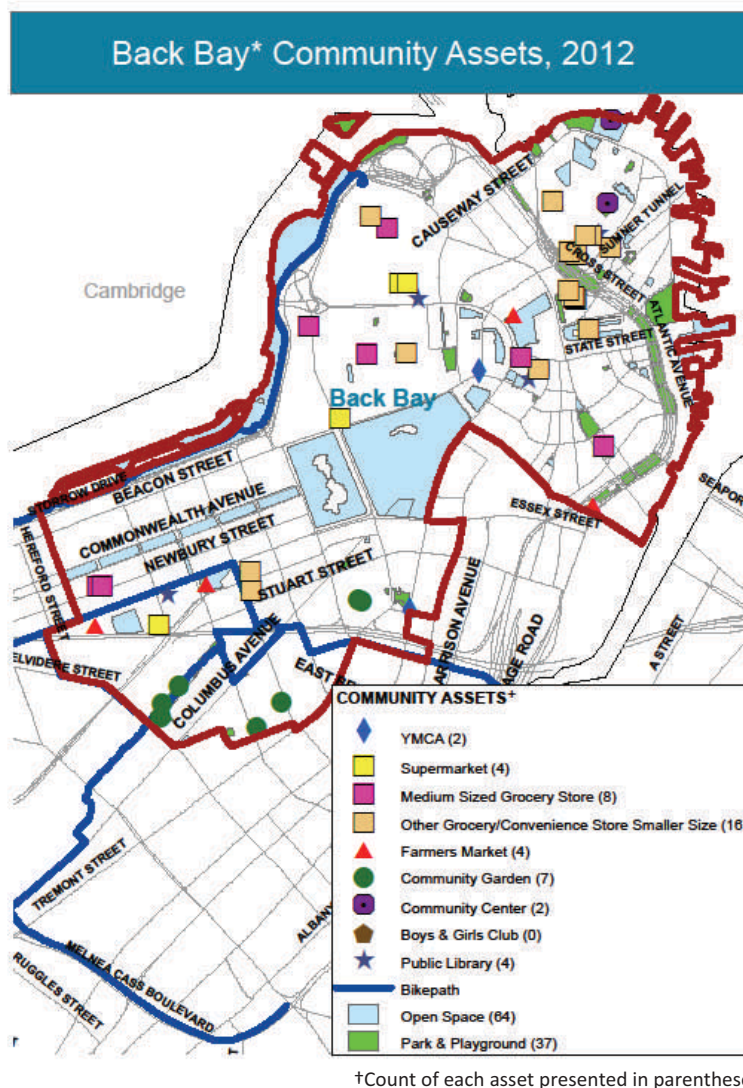 Back Bay* Community Assets, 2012
CAUSEWAY STREET
SUMNER TUNNEL
CROSS STREET
Cambridge
ATLANTIC AVENUE
STATE STREET
Back Bay
STORROW DRIVE
BEACON STREET
COMMONWEALTH AVENUE
NEWBURY STREET
HEREFORD STREET
STUART STREET
ESSEX STREET
SEAPOR
ELVIDERE STREET
COLUMBUS AVENUE
EAST BE
ARRISON AVENUE
AGE ROAD
A STREET
TREMONT STREET
ALBANY
MELNEA CASS BOULEVARD
RUGGLES STREET
COMMUNITY ASSETS+
YMCA (2)
Supermarket (4)
Medium Sized Grocery Store (8)
Other Grocery/Convenience Store Smaller Size (16
Farmers Market (4)
Community Garden (7)
Community Center (2)
Boys & Girls Club (0)
Public Library (4)
Bikepath
Open Space (64)
Park & Playground (37)
†Count of each asset presented in parenthes